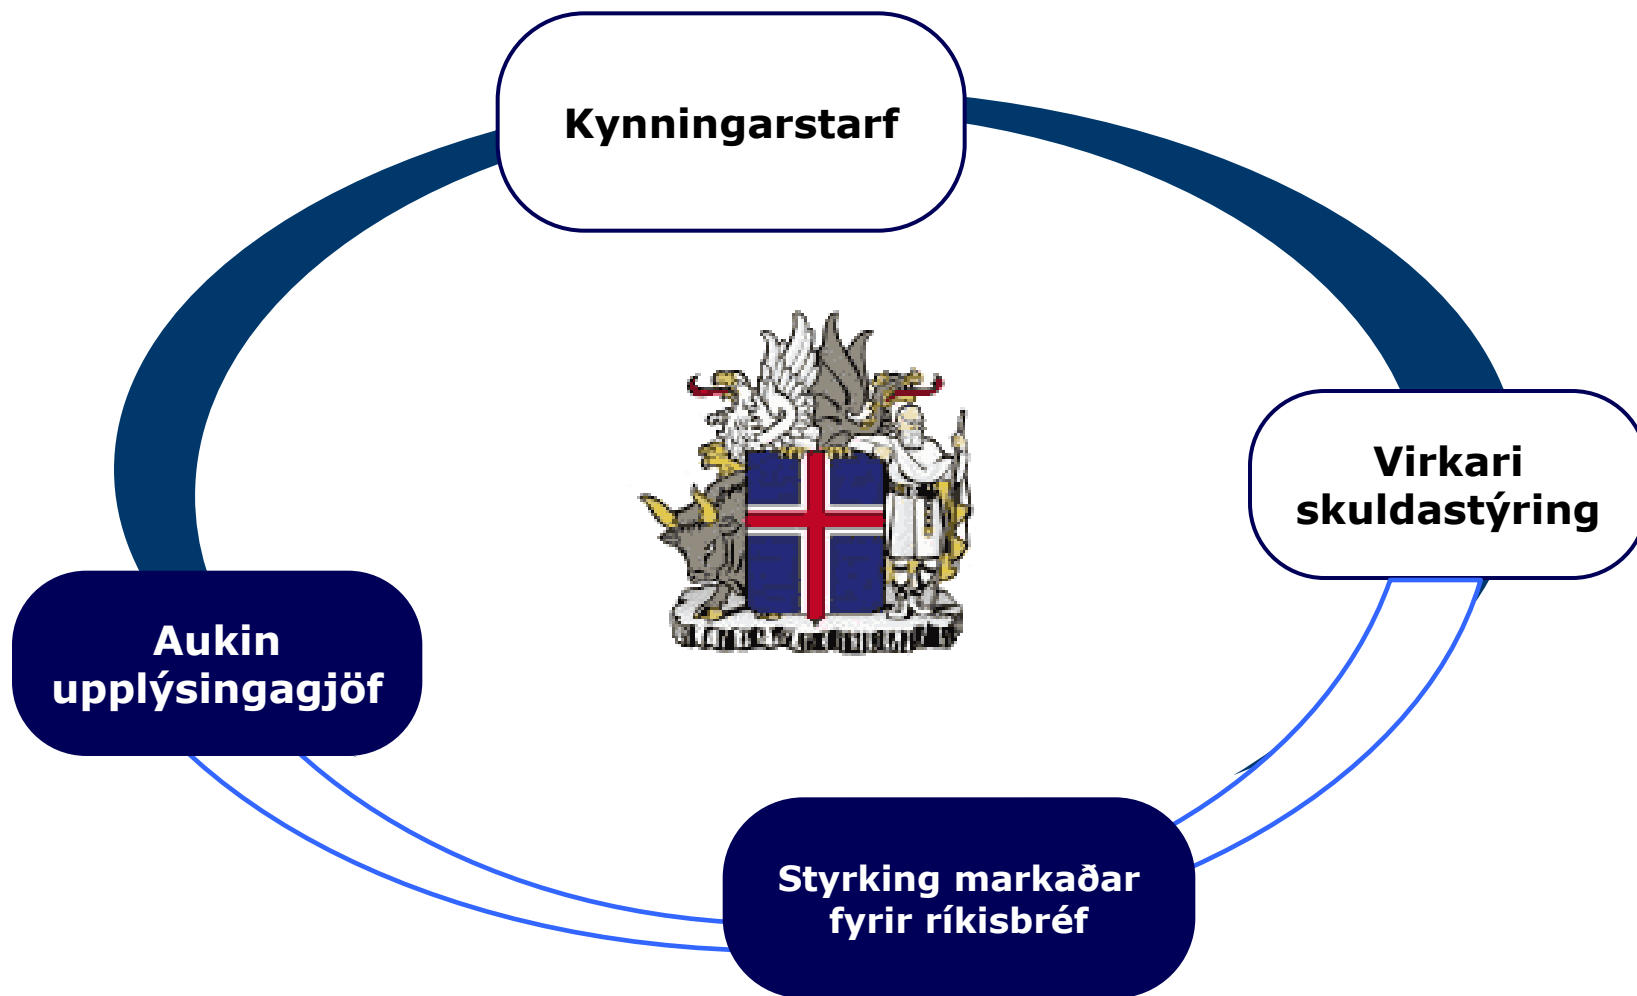 Kynningarstarf
Virkari
skuldastýring
Aukin
upplýsingagjöf
Styrking markaðar
fyrir ríkisbréf